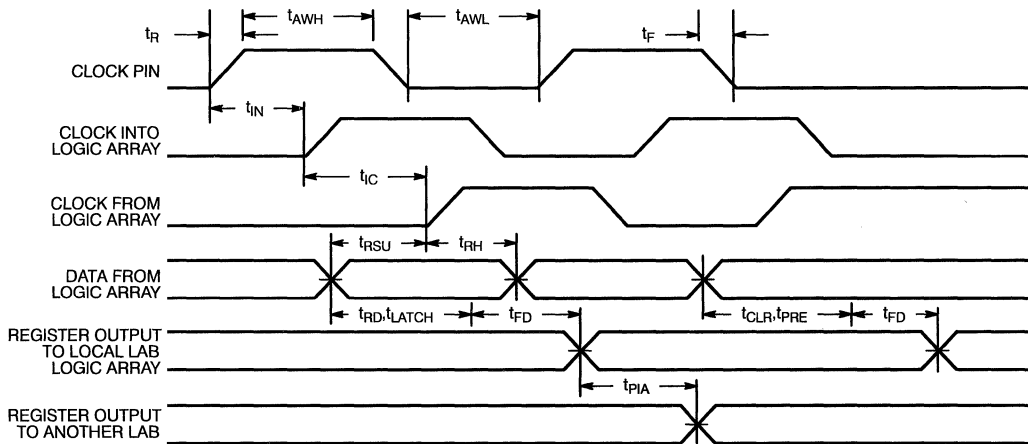 tR
tAWH
tAWL
tF
CLOCK PIN
tIN
CLOCK INTO
LOGIC ARRAY
tIC
CLOCK FROM
LOGIC ARRAY
tRSU
tRH
DATA FROM
LOGIC ARRAY
tRD,tLATCH
tFD
tCLR,tPRE
tFD
REGISTER OUTPUT
TO LOCAL LAB
LOGIC ARRAY
tPIA
REGISTER OUTPUT
TO ANOTHER LAB